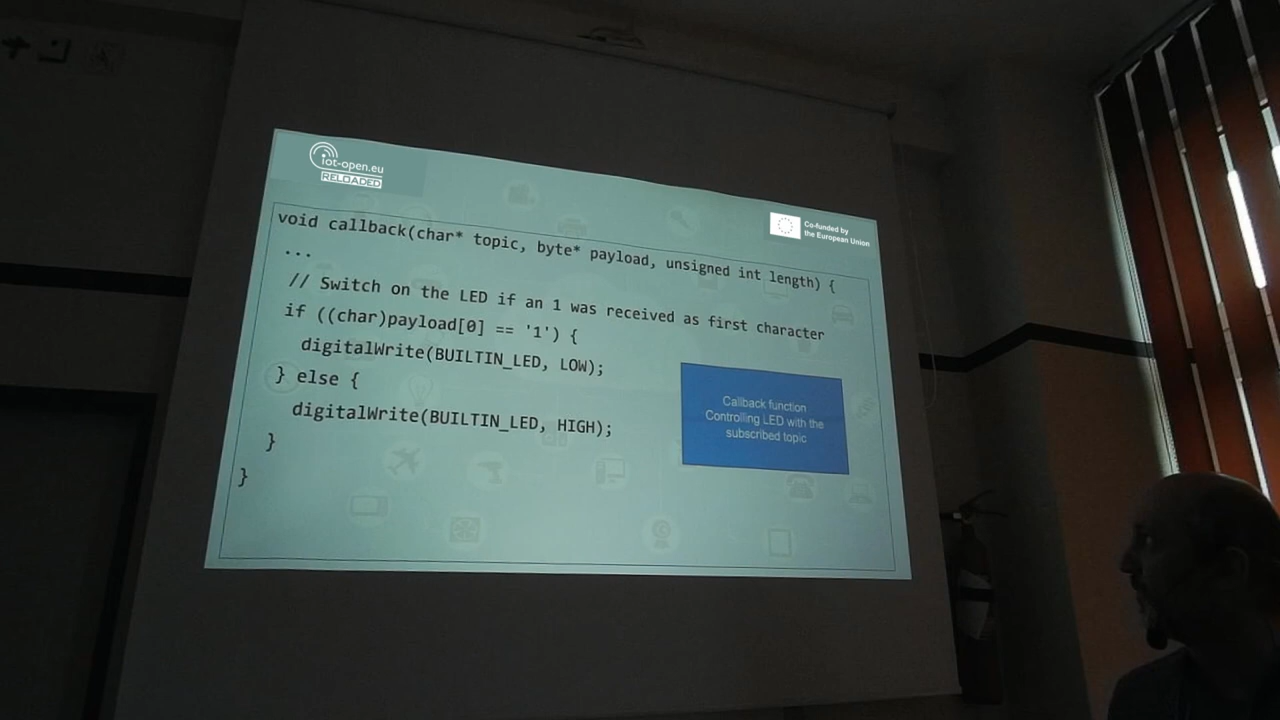 iot-open.eu
RELOADED
Co-funded by
the European Union
void callback(char* topic, byte* payload, unsigned int length) {
...
// Switch on the LED if an 1 was received as first character
if ((char)payload[0] == '1') {
digitalWrite(BUILTIN_LED, LOW);
} else {
digitalWrite(BUILTIN_LED, HIGH);
}
}
Callback function
Controlling LED with the
subscribed topic